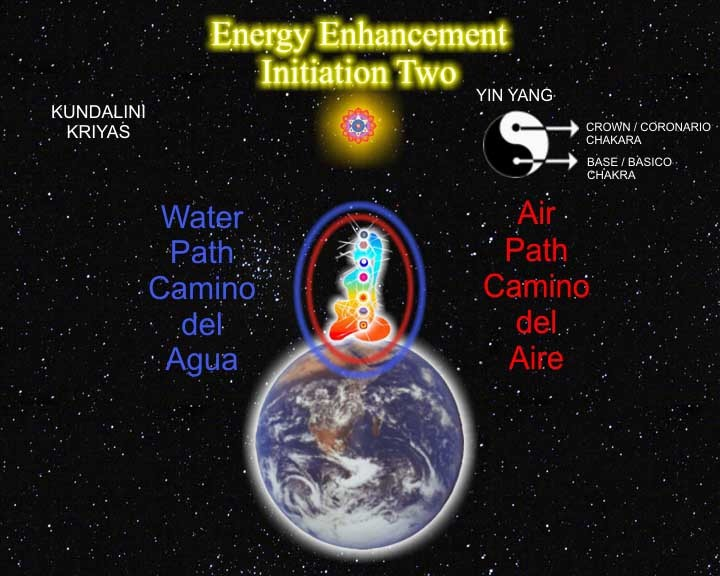 Energy Enhancement
Initiation Two
KUNDALINI
KRIYAS
YIN YANG
CROWN / CORONARIO
CHAKARA
BASE / BASICO
CHAKRA
Water
Path
Camino
del
Agua
Air
Path
Camino
del
Aire